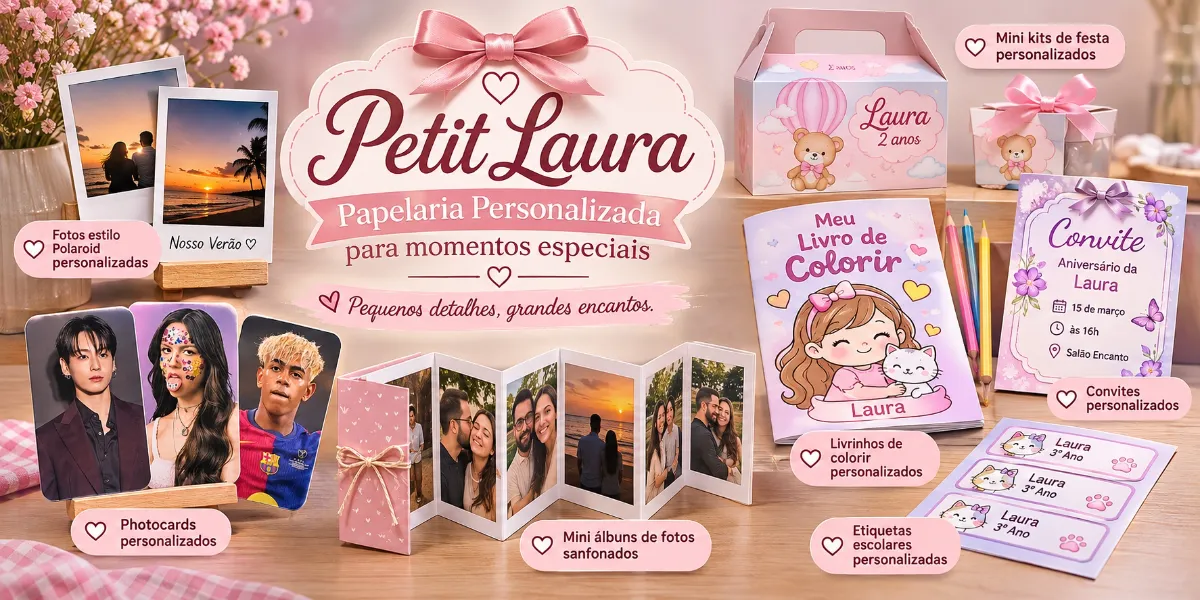 Petit Laura
Papelaria Personalizada
para momentos especiais
Pequenos detalhes, grandes encantos.
Nosso Verão ♡
Fotos estilo
Polaroid
personalizadas
Photocards
personalizados
Mini álbuns de fotos
sanfonados
Laura
2 anos
Mini kits de festa
personalizados
Meu
Livro de
Colorir
Laura
Livrinhos de
colorir
personalizados
Convite
Aniversário da
Laura
15 de março
às 16h
Salão Encanto
Convites
personalizados
Laura
3º Ano
Laura
3º Ano
Laura
3º Ano
Etiquetas
escolares
personalizadas